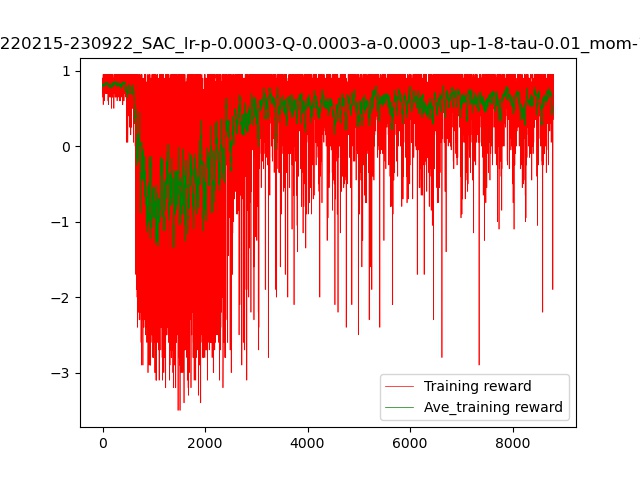 220215-230922_SAC_lr-p-0.0003-Q-0.0003-a-0.0003_up-1-8-tau-0.01_mom-
1
0
−1
−2
−3
Training reward
Ave_training reward
0 2000 4000 6000 8000